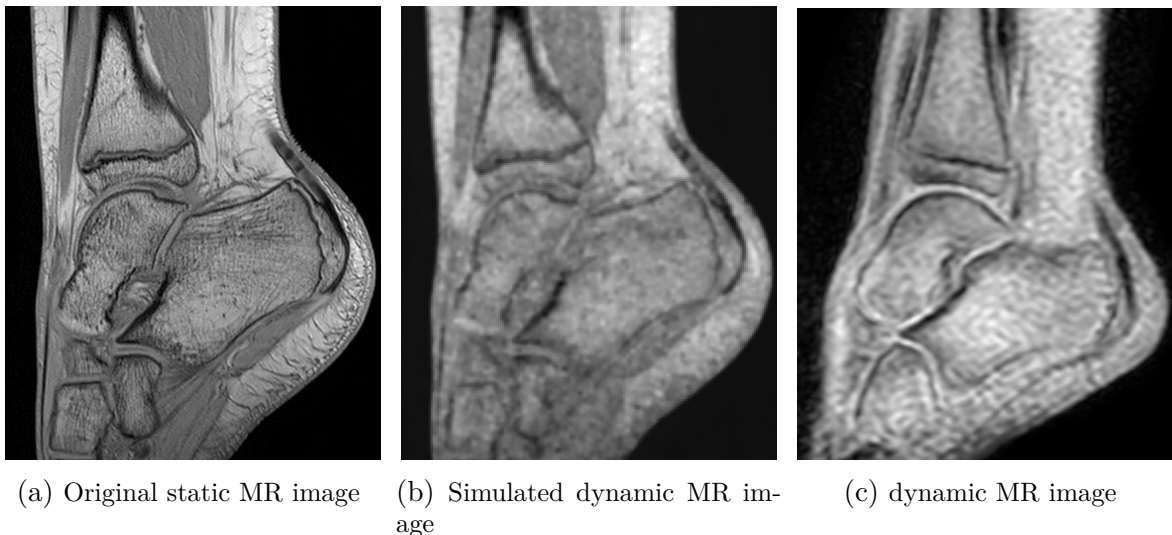 (a) Original static MR image
(b) Simulated dynamic MR im-
age
(c) dynamic MR image